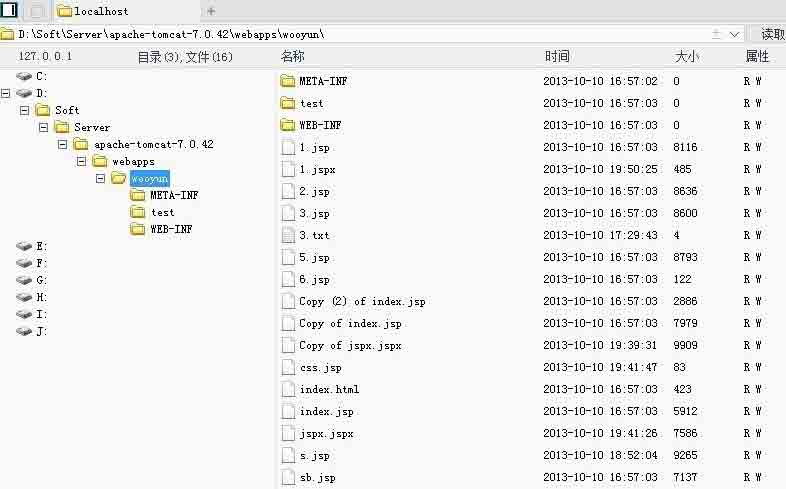 localhost
D:\Soft\Server\apache-tomcat-7.0.42\webapps\wooyun\
读取
127.0.0.1
目录(3),文件(16)
名称 时间 大小 属性
C:
D:
Soft
Server
apache-tomcat-7.0.42
webapps
wooyun
META-INF
test
WEB-INF
E:
F:
G:
H:
I:
J:
META-INF 2013-10-10 16:57:02 0 R W
test 2013-10-10 16:57:03 0 R W
WEB-INF 2013-10-10 16:57:03 0 R W
1.jsp 2013-10-10 16:57:03 8116 R W
1.jspx 2013-10-10 19:50:25 485 R W
2.jsp 2013-10-10 16:57:03 8636 R W
3.jsp 2013-10-10 16:57:03 8600 R W
3.txt 2013-10-10 17:29:43 4 R W
5.jsp 2013-10-10 16:57:03 8793 R W
6.jsp 2013-10-10 16:57:03 122 R W
Copy (2) of index.jsp 2013-10-10 16:57:03 2886 R W
Copy of index.jsp 2013-10-10 16:57:03 7979 R W
Copy of jspx.jspx 2013-10-10 19:39:31 9909 R W
css.jsp 2013-10-10 19:41:47 83 R W
index.html 2013-10-10 16:57:03 423 R W
index.jsp 2013-10-10 16:57:03 5912 R W
jspx.jspx 2013-10-10 19:41:26 7586 R W
s.jsp 2013-10-10 18:52:04 9265 R W
sb.jsp 2013-10-10 16:57:03 7137 R W